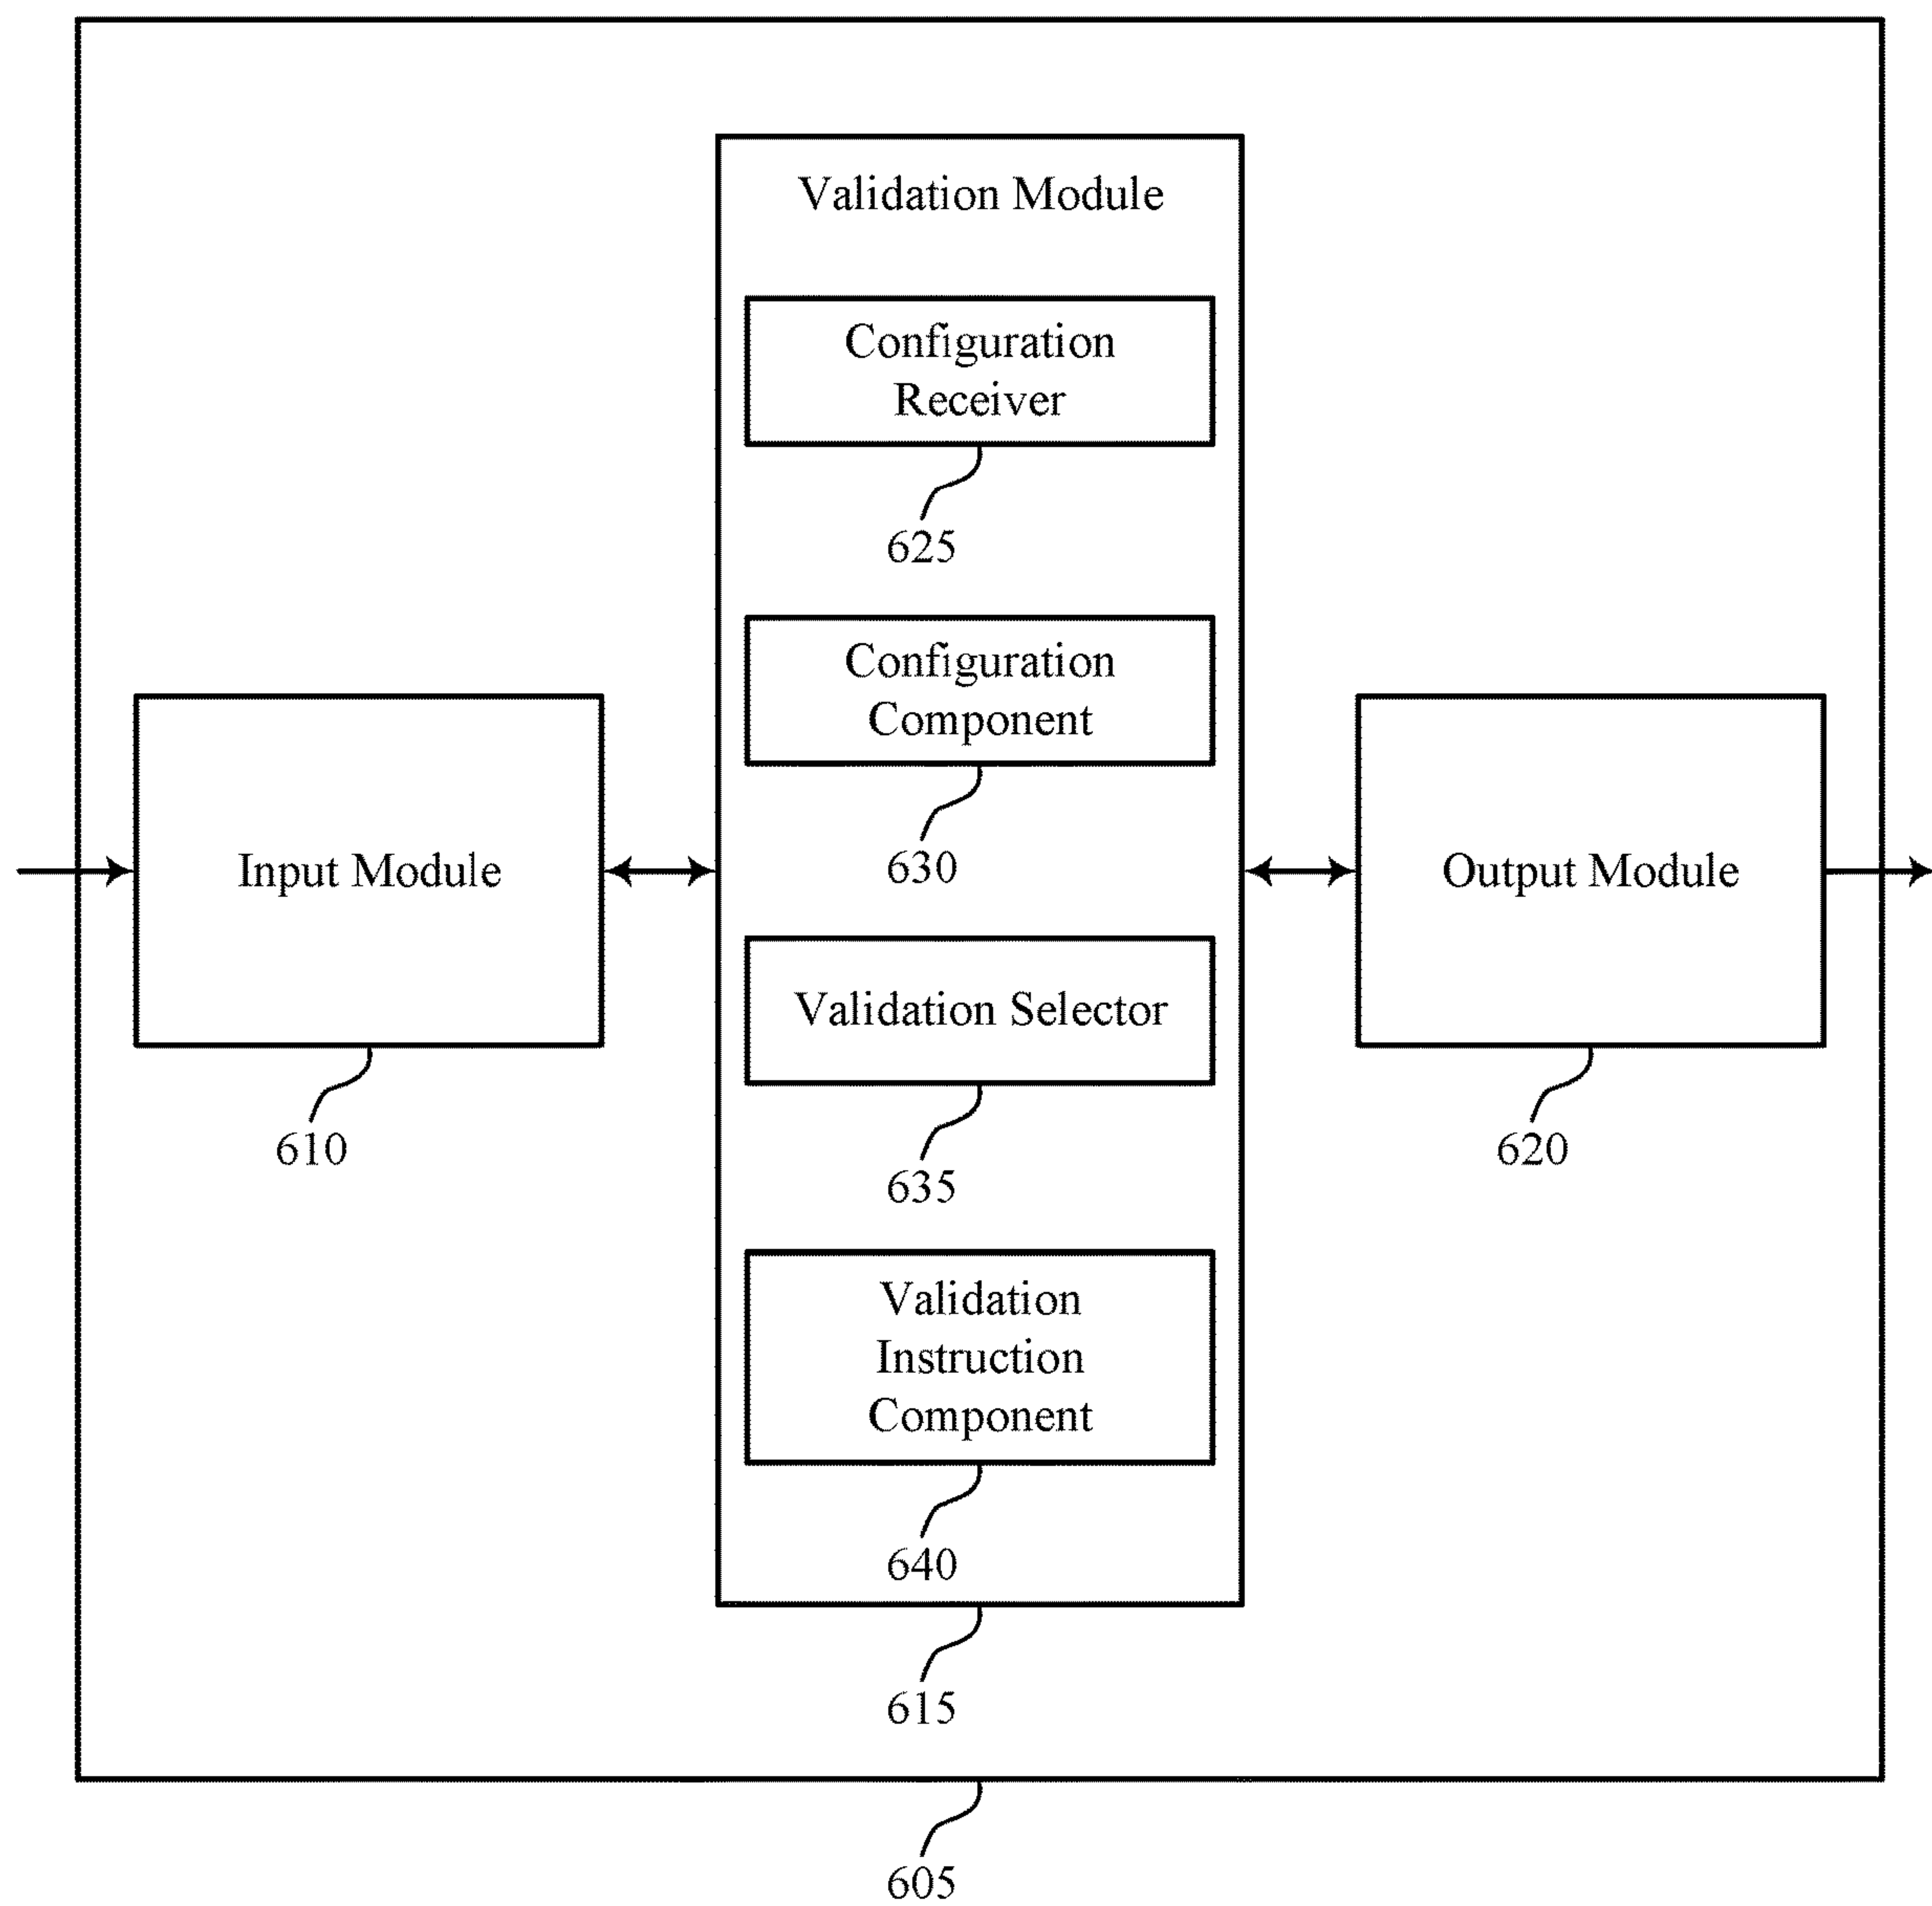 Validation Module
Configuration
Receiver
625
Configuration
Component
630
Input Module
610
Validation Selector
635
Output Module
620
Validation
Instruction
Component
640
615
605